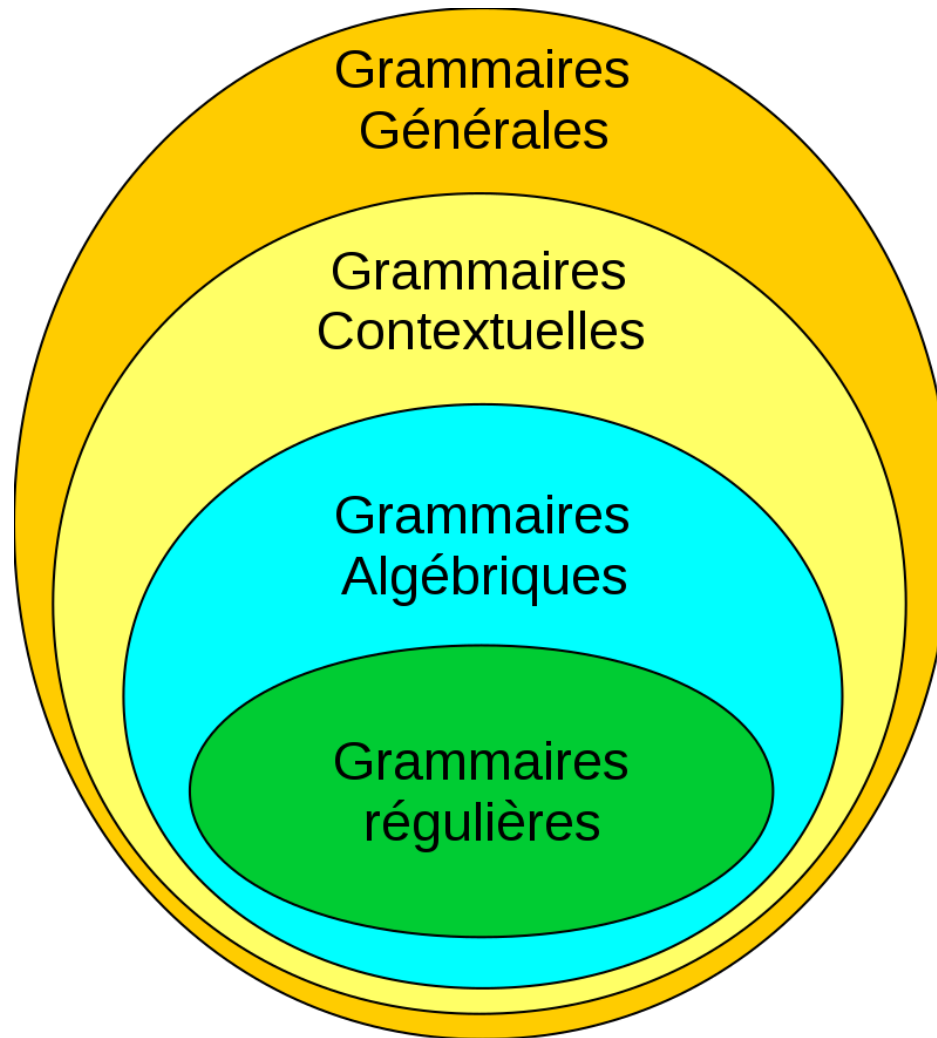 Grammaires
Générales
Grammaires
Contextuelles
Grammaires
Algébriques
Grammaires
régulières